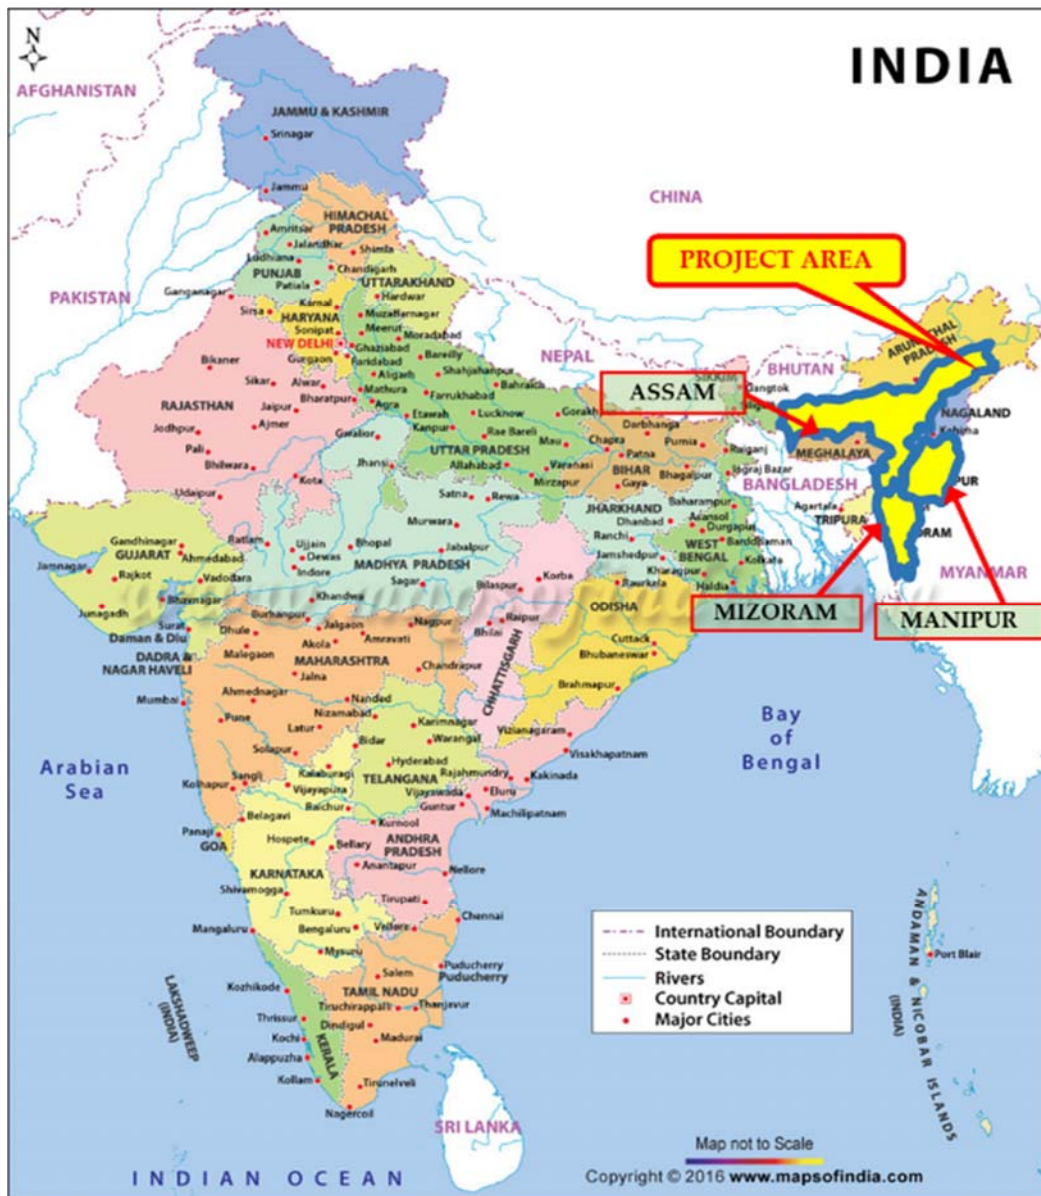 N
INDIA
AFGHANISTAN
JAMMU & KASHMIR
Srinagar
Jammu
CHINA
HIMACHAL
PRADESH
Amritsar
Jalandhar
Shimla
Ludhiana
PUNJAB
Chandigarh
Patiala
UTTARAKHAND
Hardwar
PAKISTAN
Ganganagar
PROJECT AREA
Karnal
Sirsa
HARYANA
Muzaffarnagar
Sonipat
Meerut
Moradabad
NEW DELHI
Ghaziabad
Gurgaon
Faridabad
Bareilly
NEPAL
BHUTAN
PRADESH
Bikaner
Aligarh
Shahjahanpur
Sikar
Alwar
Mathura
Bahraich
Gangtok
ASSAM
NAGALAND
Kohima
RAJASTHAN
Bharatpur
Agra
Farrukhabad
Jaipur
Etawah
Lucknow
Darbhanga
Jodhpur
Ajmer
Gwalior
Kanpur
Rae Bareli
Mau
Chapra
Purnia
MEGHALAYA
Pali
UTTAR PRADESH
Patna
Raiganj
Bhilwara
Jhansi
Allahabad
Varanasi
BIHAR
Bhagalpur
BANGLADESH
PUR
Kota
Mirzapur
Gaya
Udaipur
Satna
Rewa
JHARKHAND
Baharampur
Agartala
TRIPURA
Murwara
Dhanbad
Asansol
Durgapur
ORAM
Gandhinagar
Ratlam
Ujjain
Bhopal
Ranchi
WEST
BENGAL
Barddhaman
GUJARAT
Ahmedabad
Dewas
Jabalpur
Jamshedpur
Kolkata
Jamnagar
Indore
MADHYA PRADESH
Kharagpur
MYANMAR
Rajkot
Vadodara
Sagar
Bilaspur
Korba
Raurkela
Haldia
Junagadh
Bhavnagar
Khandwa
ODISHA
MIZORAM
MANIPUR
Burhanpur
Nagpur
Raipur
Surat
Daman & Diu
Dhule
Jalgaon
Amravati
Bhilai
Cuttack
DADRA &
NAGAR HAVELI
Malegaon
Akola
MAHARASHTRA
Chandrapur
CHHATTISGARH
Bhubaneswar
Jalna
Mumbai
Ahmednagar
Nanded
Brahmapur
Nizamabad
Karimnagar
Pune
Latur
Warangal
Vizianagaram
Bay
of
Bengal
Arabian
Sea
Solapur
Bidar
Hyderabad
Visakhapatnam
Sangli
Kalaburagi
TELANGANA
Rajahmundry
Kakinada
Kolhapur
Vijayapura
Vijayawada
Eluru
Belagavi
Raichur
Guntur
Machilipatnam
Panaji
GOA
Kurnool
Hospete
Bellary
ANDHRA
PRADESH
KARNATAKA
Anantapur
Nellore
Shivamogga
Tirupati
Tumkuru
Chennai
Mangaluru
Bengaluru
Vellore
Mysuru
Puducherry
Puducherry
Salem
Kozhikode
TAMIL NADU
Tiruchirappalli
Thanjavur
Thrissur
Dindigul
Kochi
KERALA
Madurai
Alappuzha
Kollam
Tirunelveli
Nagercoil
LAKSHADWEEP
(INDIA)
International Boundary
State Boundary
Rivers
Country Capital
Major Cities
ANDAMAN & NICOBAR ISLANDS
(INDIA)
Port Blair
SRI LANKA
Map not to Scale
INDIAN OCEAN
Copyright © 2016 www.mapsofindia.com